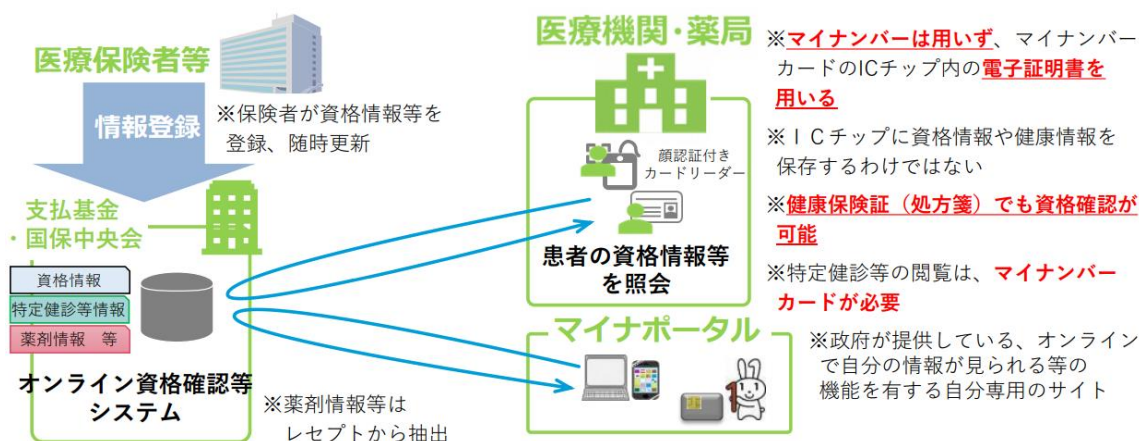 医療保険者等
情報登録
※保険者が資格情報等を
登録、随時更新
支払基金
・国保中央会
資格情報
特定健診等情報
薬剤情報 等
オンライン資格確認等
システム
※薬剤情報等は
レセプトから抽出
医療機関・薬局
顔認証付き
カードリーダー
患者の資格情報等
を照会
マイナポータル
※マイナンバーは用いず、マイナンバー
カードのICチップ内の電子証明書を
用いる
※ＩＣチップに資格情報や健康情報を
保存するわけではない
※健康保険証（処方箋）でも資格確認が
可能
※特定健診等の閲覧は、マイナンバー
カードが必要
※政府が提供している、オンライン
で自分の情報が見られる等の
機能を有する自分専用のサイト